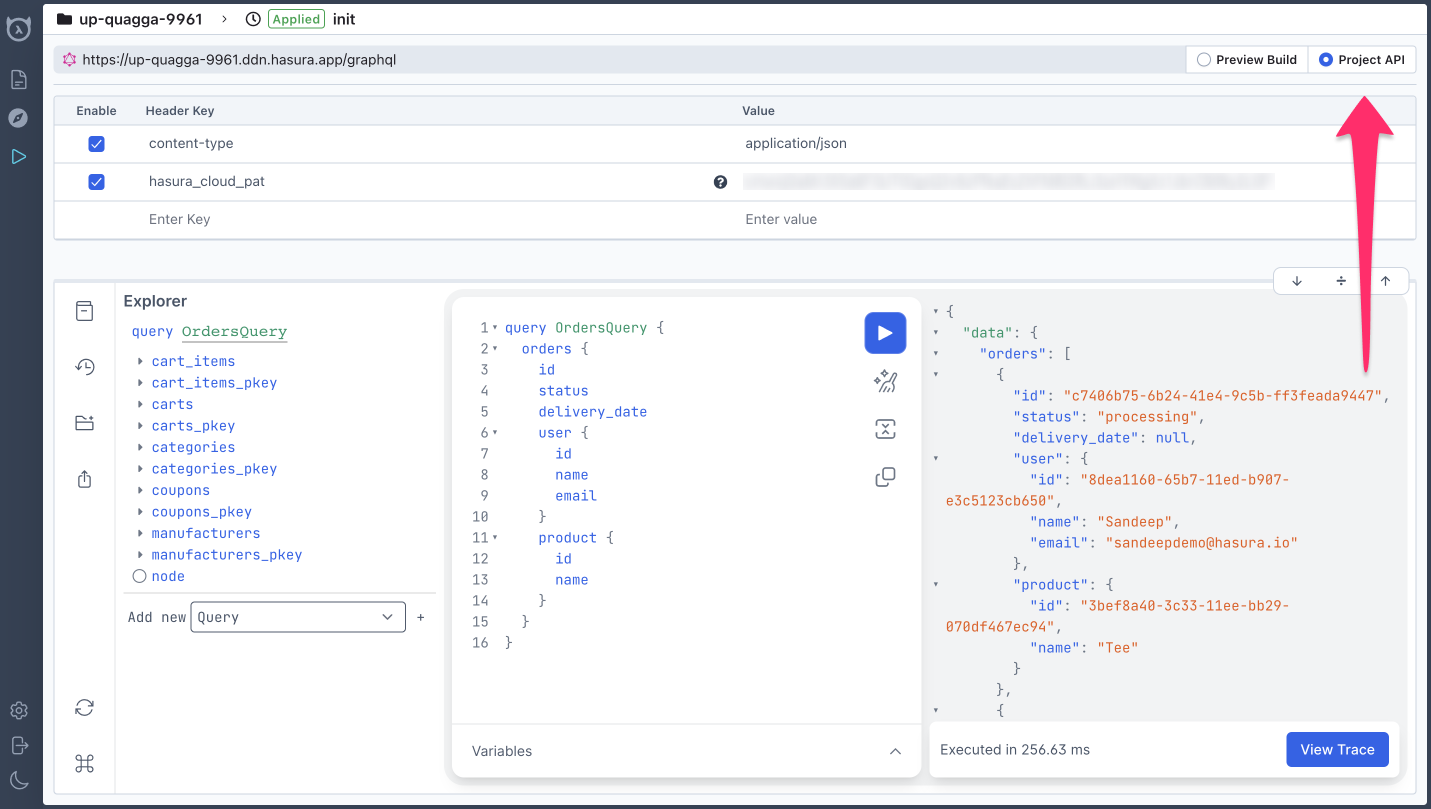 up-quagga-9961 › Applied init
https://up-quagga-9961.ddn.hasura.app/graphql
Preview Build
Project API
Enable Header Key Value
content-type application/json
hasura_cloud_pat
Enter Key Enter value
Explorer
query OrdersQuery
cart_items
cart_items_pkey
carts
carts_pkey
categories
categories_pkey
coupons
coupons_pkey
manufacturers
manufacturers_pkey
node
Add new Query +
1 query OrdersQuery {
2 orders {
3 id
4 status
5 delivery_date
6 user {
7 id
8 name
9 email
10 }
11 product {
12 id
13 name
14 }
15 }
16 }
Variables
{
"data": {
"orders": [
{
"id": "c7406b75-6b24-41e4-9c5b-ff3feada9447",
"status": "processing",
"delivery_date": null,
"user": {
"id": "8dea1160-65b7-11ed-b907-
e3c5123cb650",
"name": "Sandeep",
"email": "sandeepdemo@hasura.io"
},
"product": {
"id": "3bef8a40-3c33-11ee-bb29-
070df467ec94",
"name": "Tee"
}
},
{
Executed in 256.63 ms
View Trace